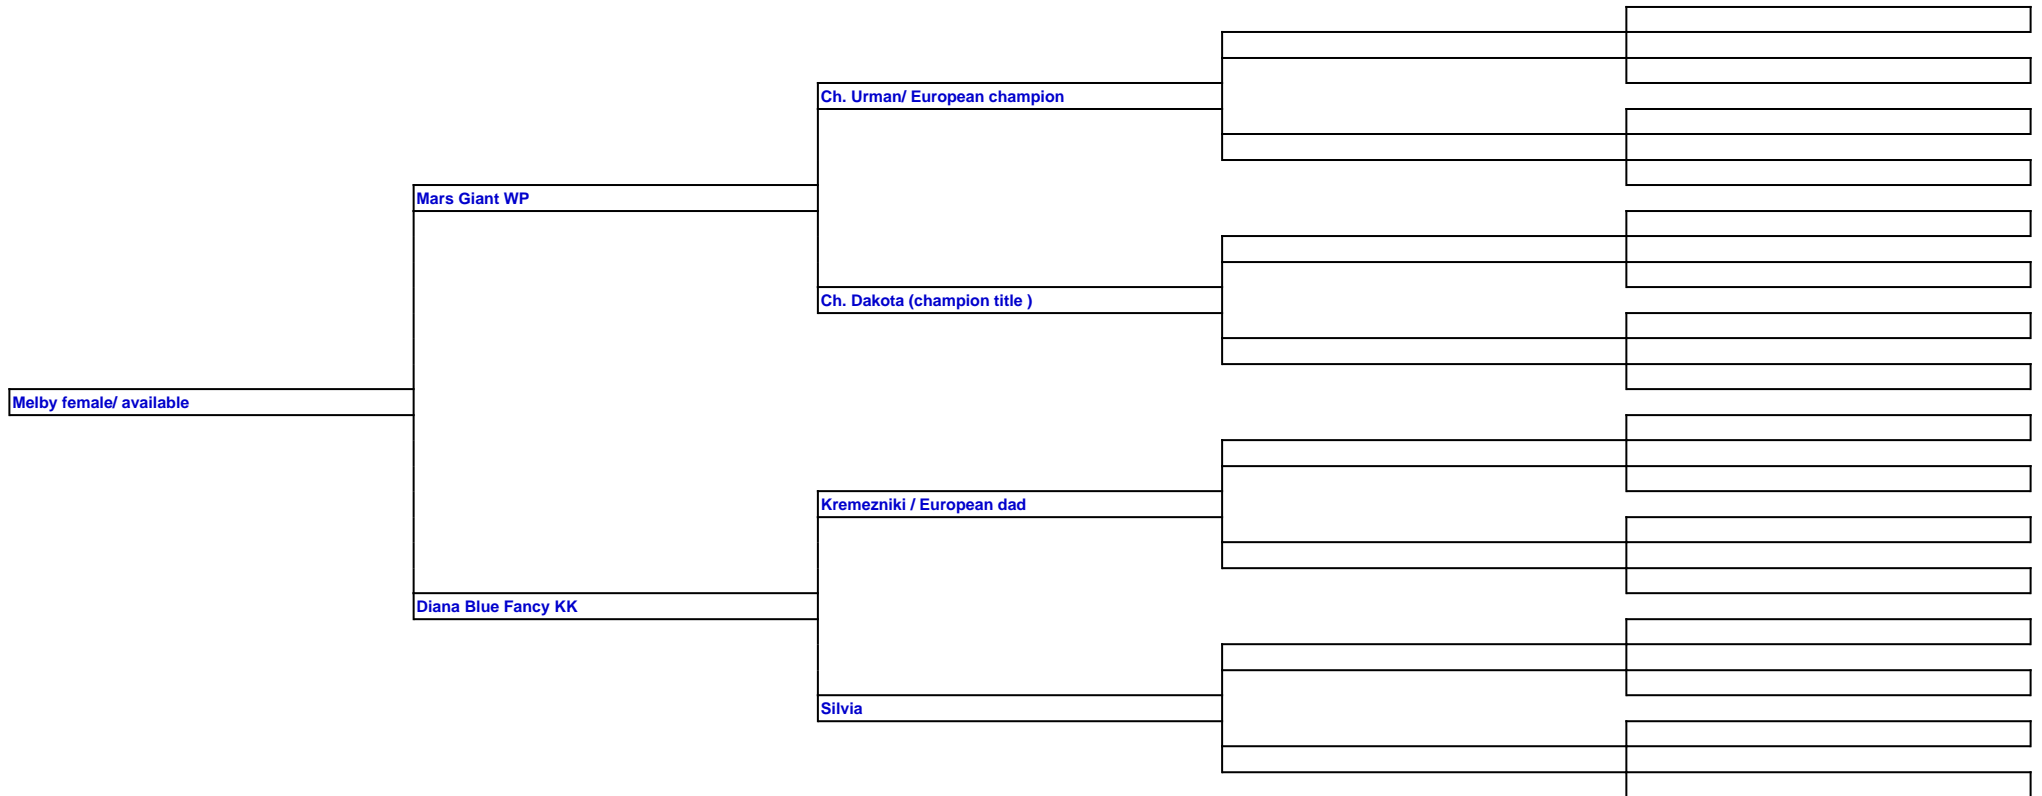 Ch. Urman/ European champion
Mars Giant WP
Ch. Dakota (champion title )
Melby female/ available
Kremezniki / European dad
Diana Blue Fancy KK
Silvia